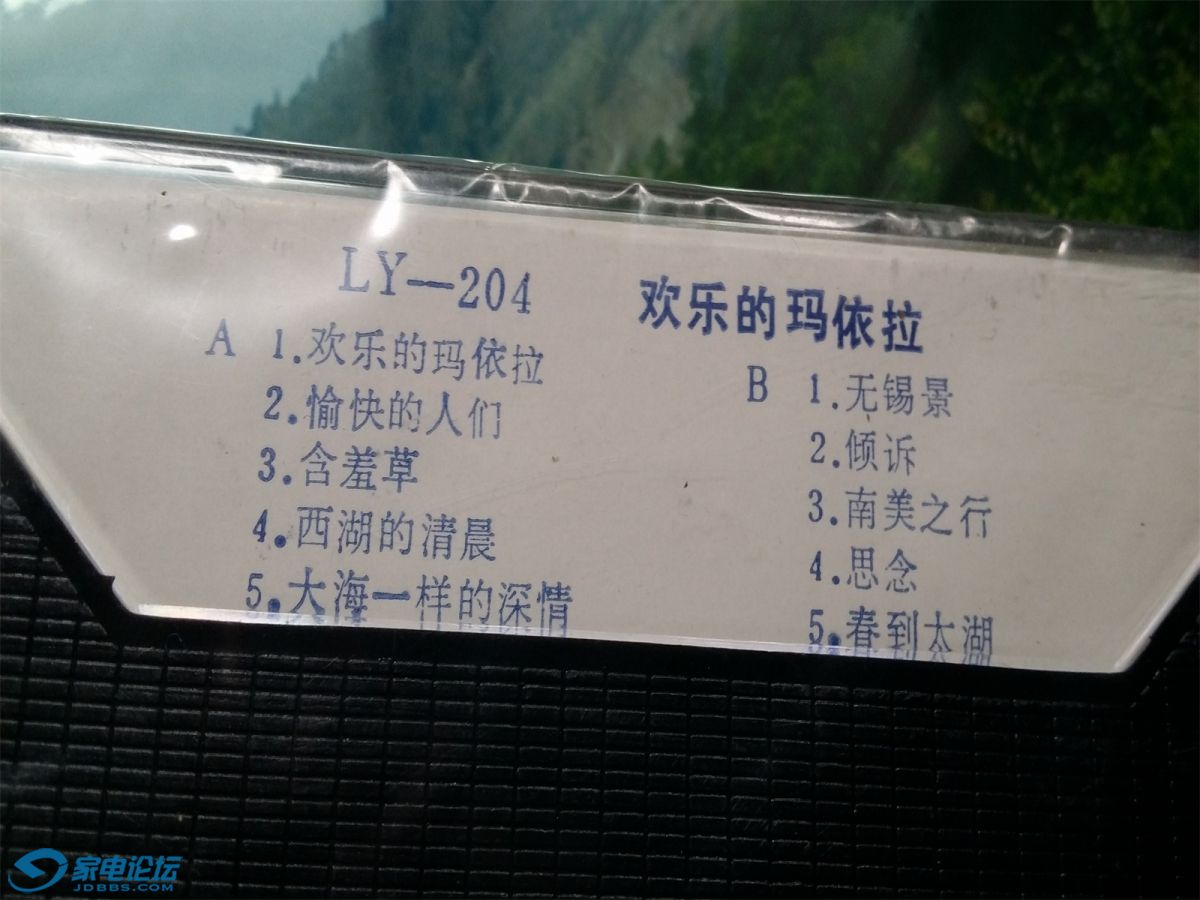 LY—204 欢乐的玛依拉
A 1.欢乐的玛依拉
2.愉快的人们
3.含羞草
4.西湖的清晨
5.大海一样的深情
B 1.无锡景
2.倾诉
3.南美之行
4.思念
5.春到太湖
家电论坛
JDBBS.COM